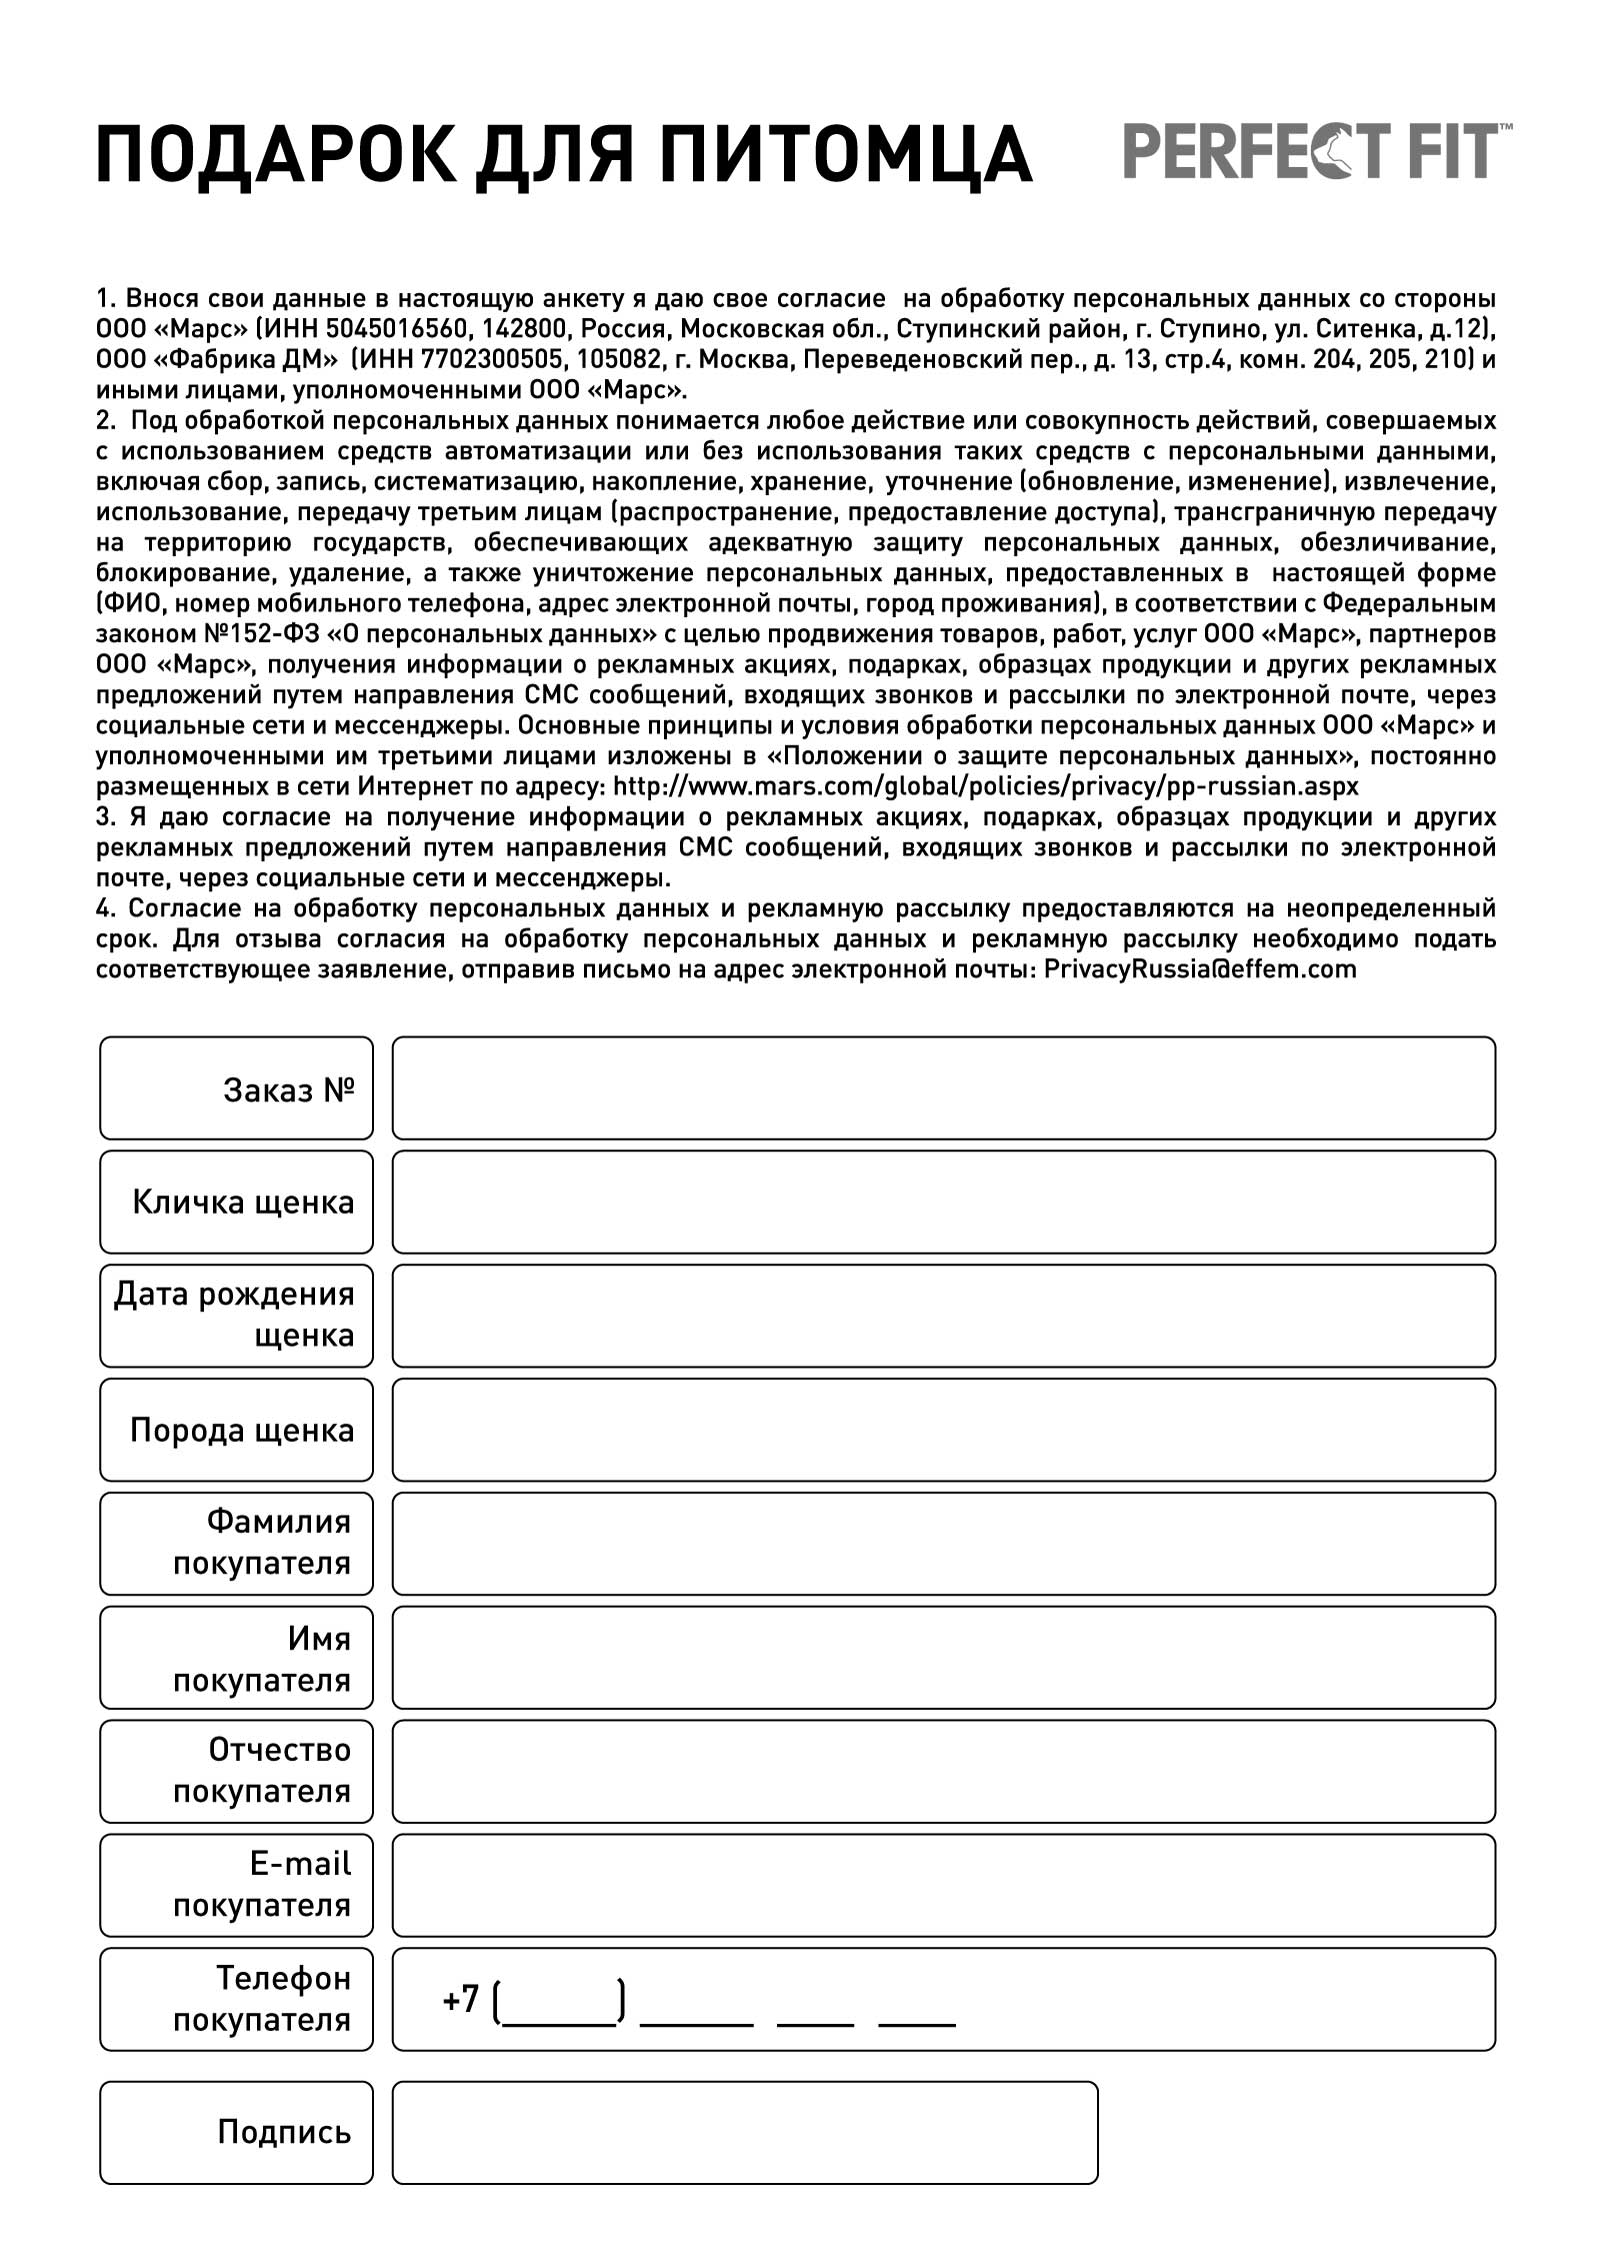 ПОДАРОК ДЛЯ ПИТОМЦА PERFECT FIT™
1. Внося свои данные в настоящую анкету я даю свое согласие на обработку персональных данных со стороны
ООО «Марс» (ИНН 5045016560, 142800, Россия, Московская обл., Ступинский район, г. Ступино, ул. Ситенка, д.12),
ООО «Фабрика ДМ» (ИНН 7702300505, 105082, г. Москва, Переведеновский пер., д. 13, стр.4, комн. 204, 205, 210) и
иными лицами, уполномоченными ООО «Марс».
2. Под обработкой персональных данных понимается любое действие или совокупность действий, совершаемых
с использованием средств автоматизации или без использования таких средств с персональными данными,
включая сбор, запись, систематизацию, накопление, хранение, уточнение (обновление, изменение), извлечение,
использование, передачу третьим лицам (распространение, предоставление доступа), трансграничную передачу
на территорию государств, обеспечивающих адекватную защиту персональных данных, обезличивание,
блокирование, удаление, а также уничтожение персональных данных, предоставленных в настоящей форме
(ФИО, номер мобильного телефона, адрес электронной почты, город проживания), в соответствии с Федеральным
законом №152-ФЗ «О персональных данных» с целью продвижения товаров, работ, услуг ООО «Марс», партнеров
ООО «Марс», получения информации о рекламных акциях, подарках, образцах продукции и других рекламных
предложений путем направления СМС сообщений, входящих звонков и рассылки по электронной почте, через
социальные сети и мессенджеры. Основные принципы и условия обработки персональных данных ООО «Марс» и
уполномоченными им третьими лицами изложены в «Положении о защите персональных данных», постоянно
размещенных в сети Интернет по адресу: http://www.mars.com/global/policies/privacy/pp-russian.aspx
3. Я даю согласие на получение информации о рекламных акциях, подарках, образцах продукции и других
рекламных предложений путем направления СМС сообщений, входящих звонков и рассылки по электронной
почте, через социальные сети и мессенджеры.
4. Согласие на обработку персональных данных и рекламную рассылку предоставляются на неопределенный
срок. Для отзыва согласия на обработку персональных данных и рекламную рассылку необходимо подать
соответствующее заявление, отправив письмо на адрес электронной почты: PrivacyRussia@effem.com
Заказ №
Кличка щенка
Дата рождения
щенка
Порода щенка
Фамилия
покупателя
Имя
покупателя
Отчество
покупателя
E-mail
покупателя
Телефон
покупателя
+7 (______) ______ ____ ____
Подпись